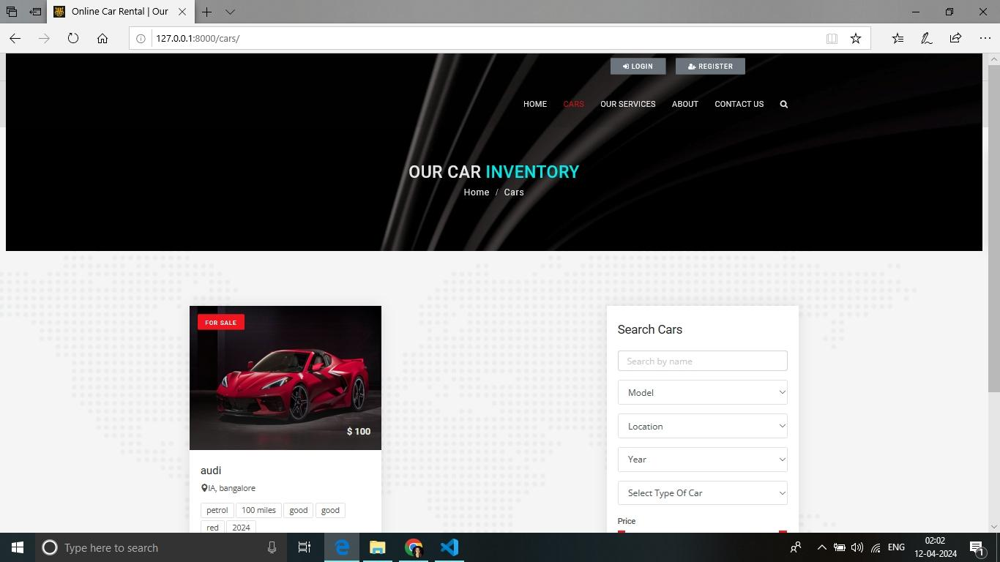 Online Car Rental | Our
127.0.0.1:8000/cars/
LOGIN
REGISTER
HOME CARS OUR SERVICES ABOUT CONTACT US
OUR CAR INVENTORY
Home / Cars
FOR SALE
$ 100
audi
IA, bangalore
petrol 100 miles good good
red 2024
Search Cars
Search by name
Model
Location
Year
Select Type Of Car
Price
Type here to search
ENG
02:02
12-04-2024
1